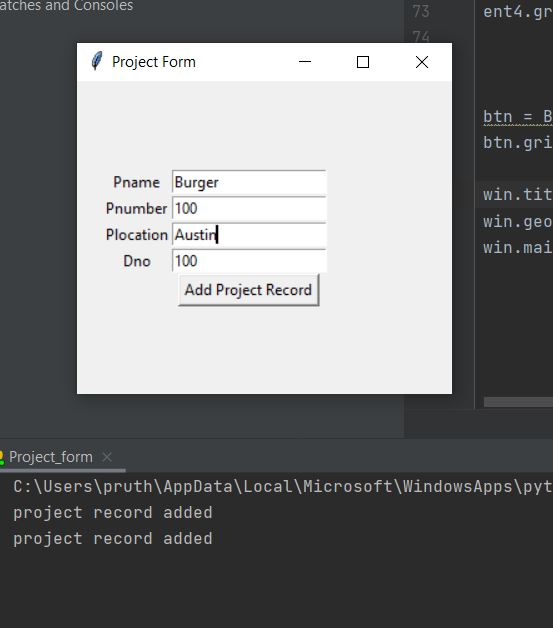 atches and Consoles
73
ent4.gr
74
Project Form
btn = B
btn.gri
win.tit
win.geo
win.mai
Pname Burger
Pnumber 100
Plocation Austin
Dno 100
Add Project Record
Project_form
C:\Users\pruth\AppData\Local\Microsoft\WindowsApps\pyt
project record added
project record added